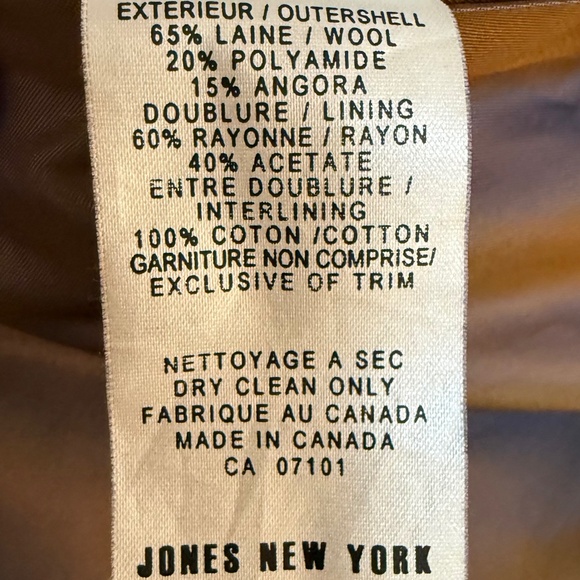 EXTERIEUR / OUTERSHELL
65% LAINE / WOOL
20% POLYAMIDE
15% ANGORA
DOUBLURE / LINING
60% RAYONNE / RAYON
40% ACETATE
ENTRE DOUBLURE /
INTERLINING
100% COTON /COTTON
GARNITURE NON COMPRISE/
EXCLUSIVE OF TRIM
NETTOYAGE A SEC
DRY CLEAN ONLY
FABRIQUE AU CANADA
MADE IN CANADA
CA 07101
JONES NEW YORK